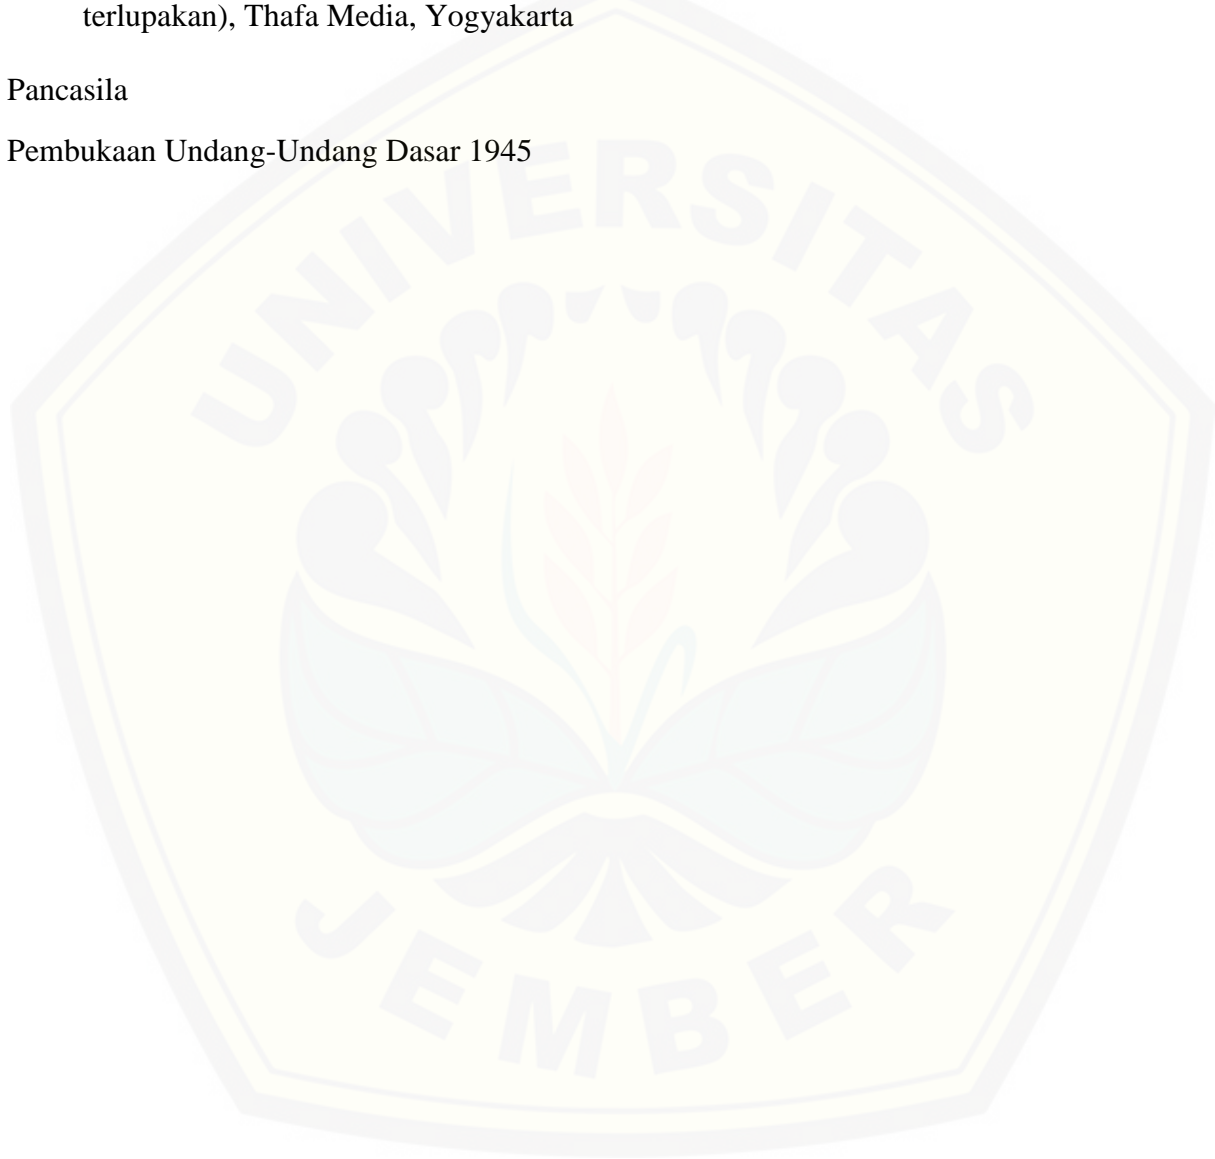 terlupakan), Thafa Media, Yogyakarta
Pancasila
Pembukaan Undang-Undang Dasar 1945
UNIVERSITAS
JEMBER